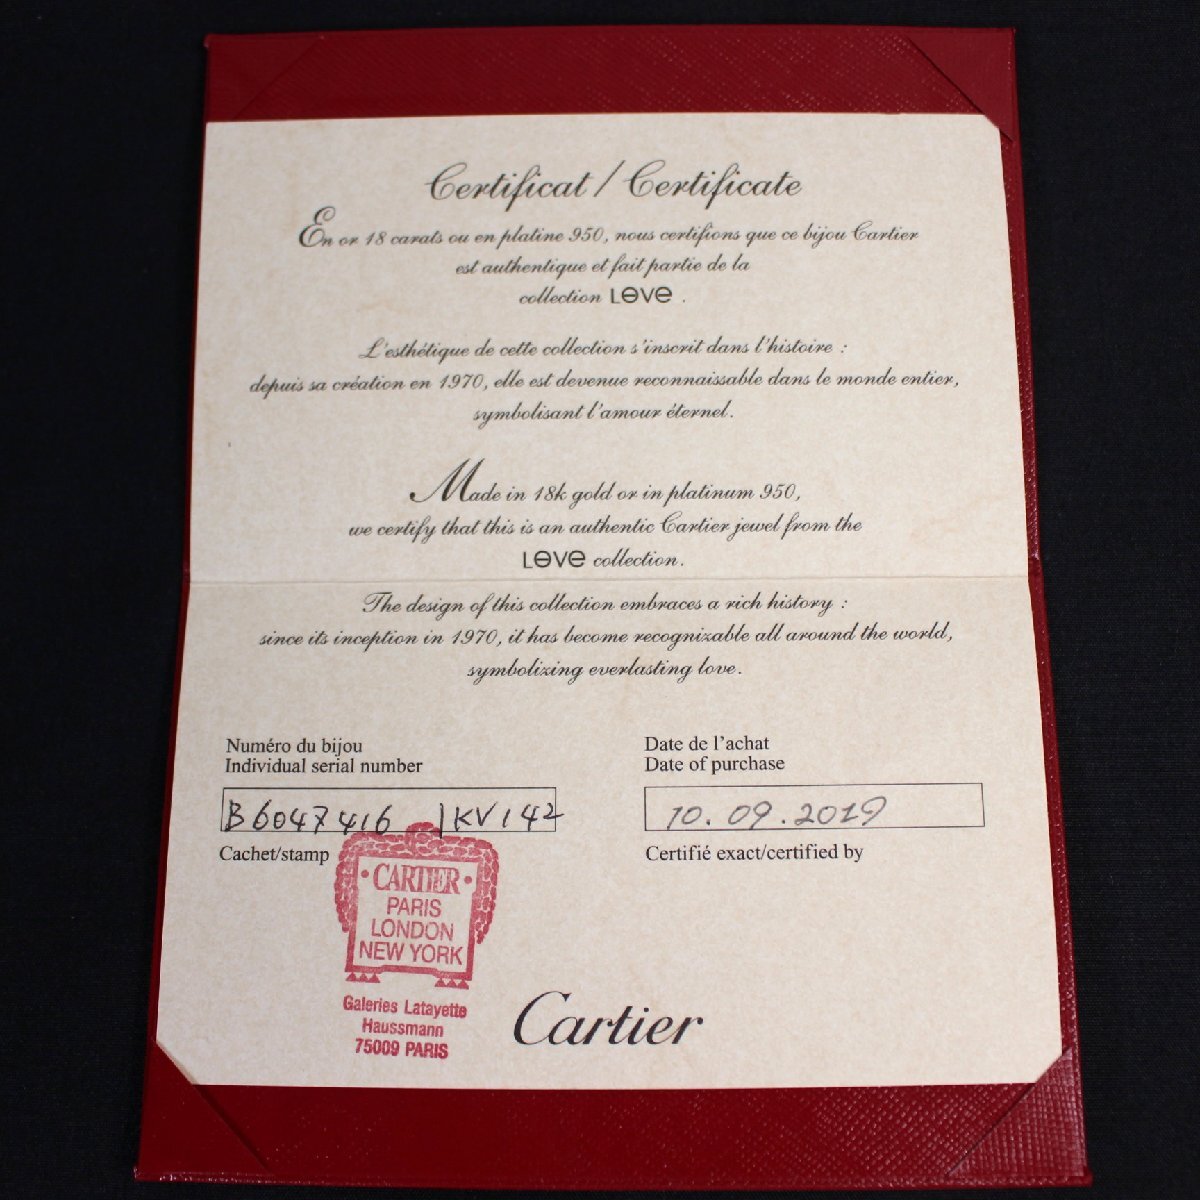 Certificat / Certificate
En or 18 carats ou en platine 950, nous certifions que ce bijou Cartier
est authentique et fait partie de la
collection LOVE .
L'esthétique de cette collection s'inscrit dans l'histoire :
depuis sa création en 1970, elle est devenue reconnaissable dans le monde entier,
symbolisant l'amour éternel.
Made in 18k gold or in platinum 950,
we certify that this is an authentic Cartier jewel from the
LOVE collection.
The design of this collection embraces a rich history :
since its inception in 1970, it has become recognizable all around the world,
symbolizing everlasting love.
Numéro du bijou
Individual serial number
B6047416 IKV142
Cachet/stamp
Date de l'achat
Date of purchase
10.09.2019
Certifié exact/certified by
CARTIER
PARIS
LONDON
NEW YORK
Galeries Latayette
Haussmann
75009 PARIS
Cartier